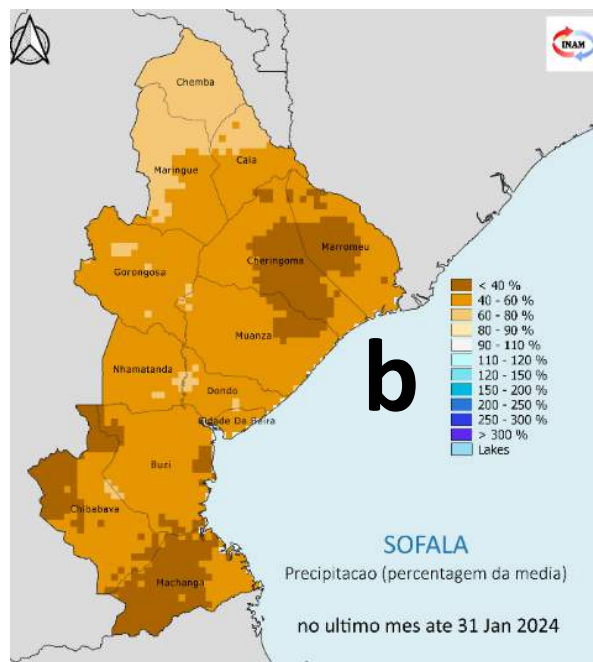 INAM
Chemba
Caia
Maringue
Marromeu
Cheringoma
Gorongosa
Muanza
Nhamatanda
Dondo
Cidade Da Beira
Buzi
Chibabava
Machanga
< 40 %
40 - 60 %
60 - 80 %
80 - 90 %
90 - 110 %
110 - 120 %
120 - 150 %
150 - 200 %
200 - 250 %
250 - 300 %
> 300 %
Lakes
b
SOFALA
Precipitacao (percentagem da media)
no ultimo mes ate 31 Jan 2024